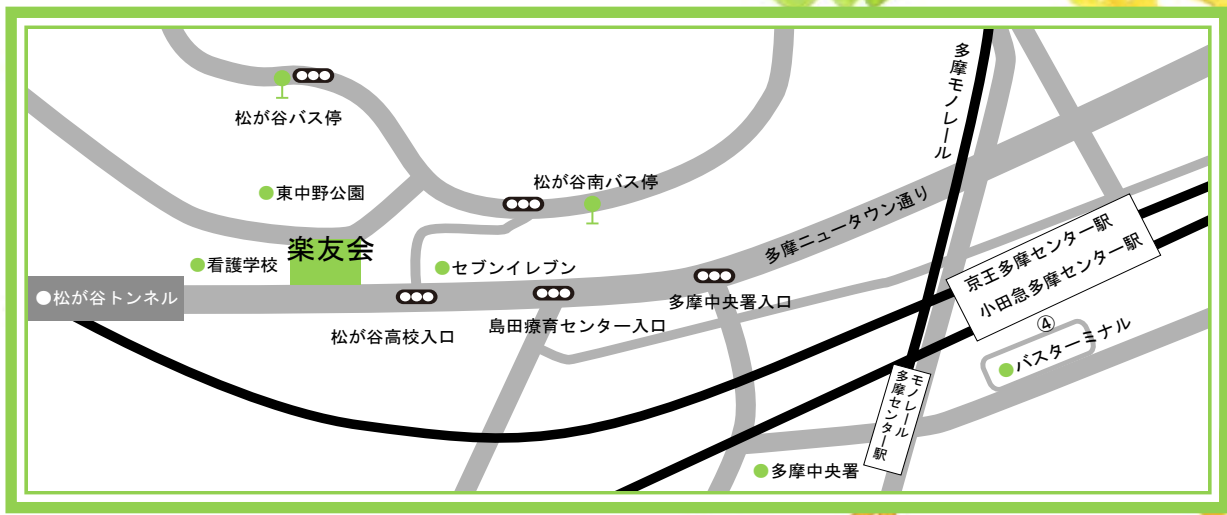 多摩モノレール
松が谷バス停
松が谷南バス停
東中野公園
多摩ニュータウン通り
楽友会
看護学校
セブンイレブン
京王多摩センター駅
小田急多摩センター駅
松が谷トンネル
多摩中央署入口
島田療育センター入口
松が谷高校入口
④
バスターミナル
モノレール
多摩センター駅
多摩中央署